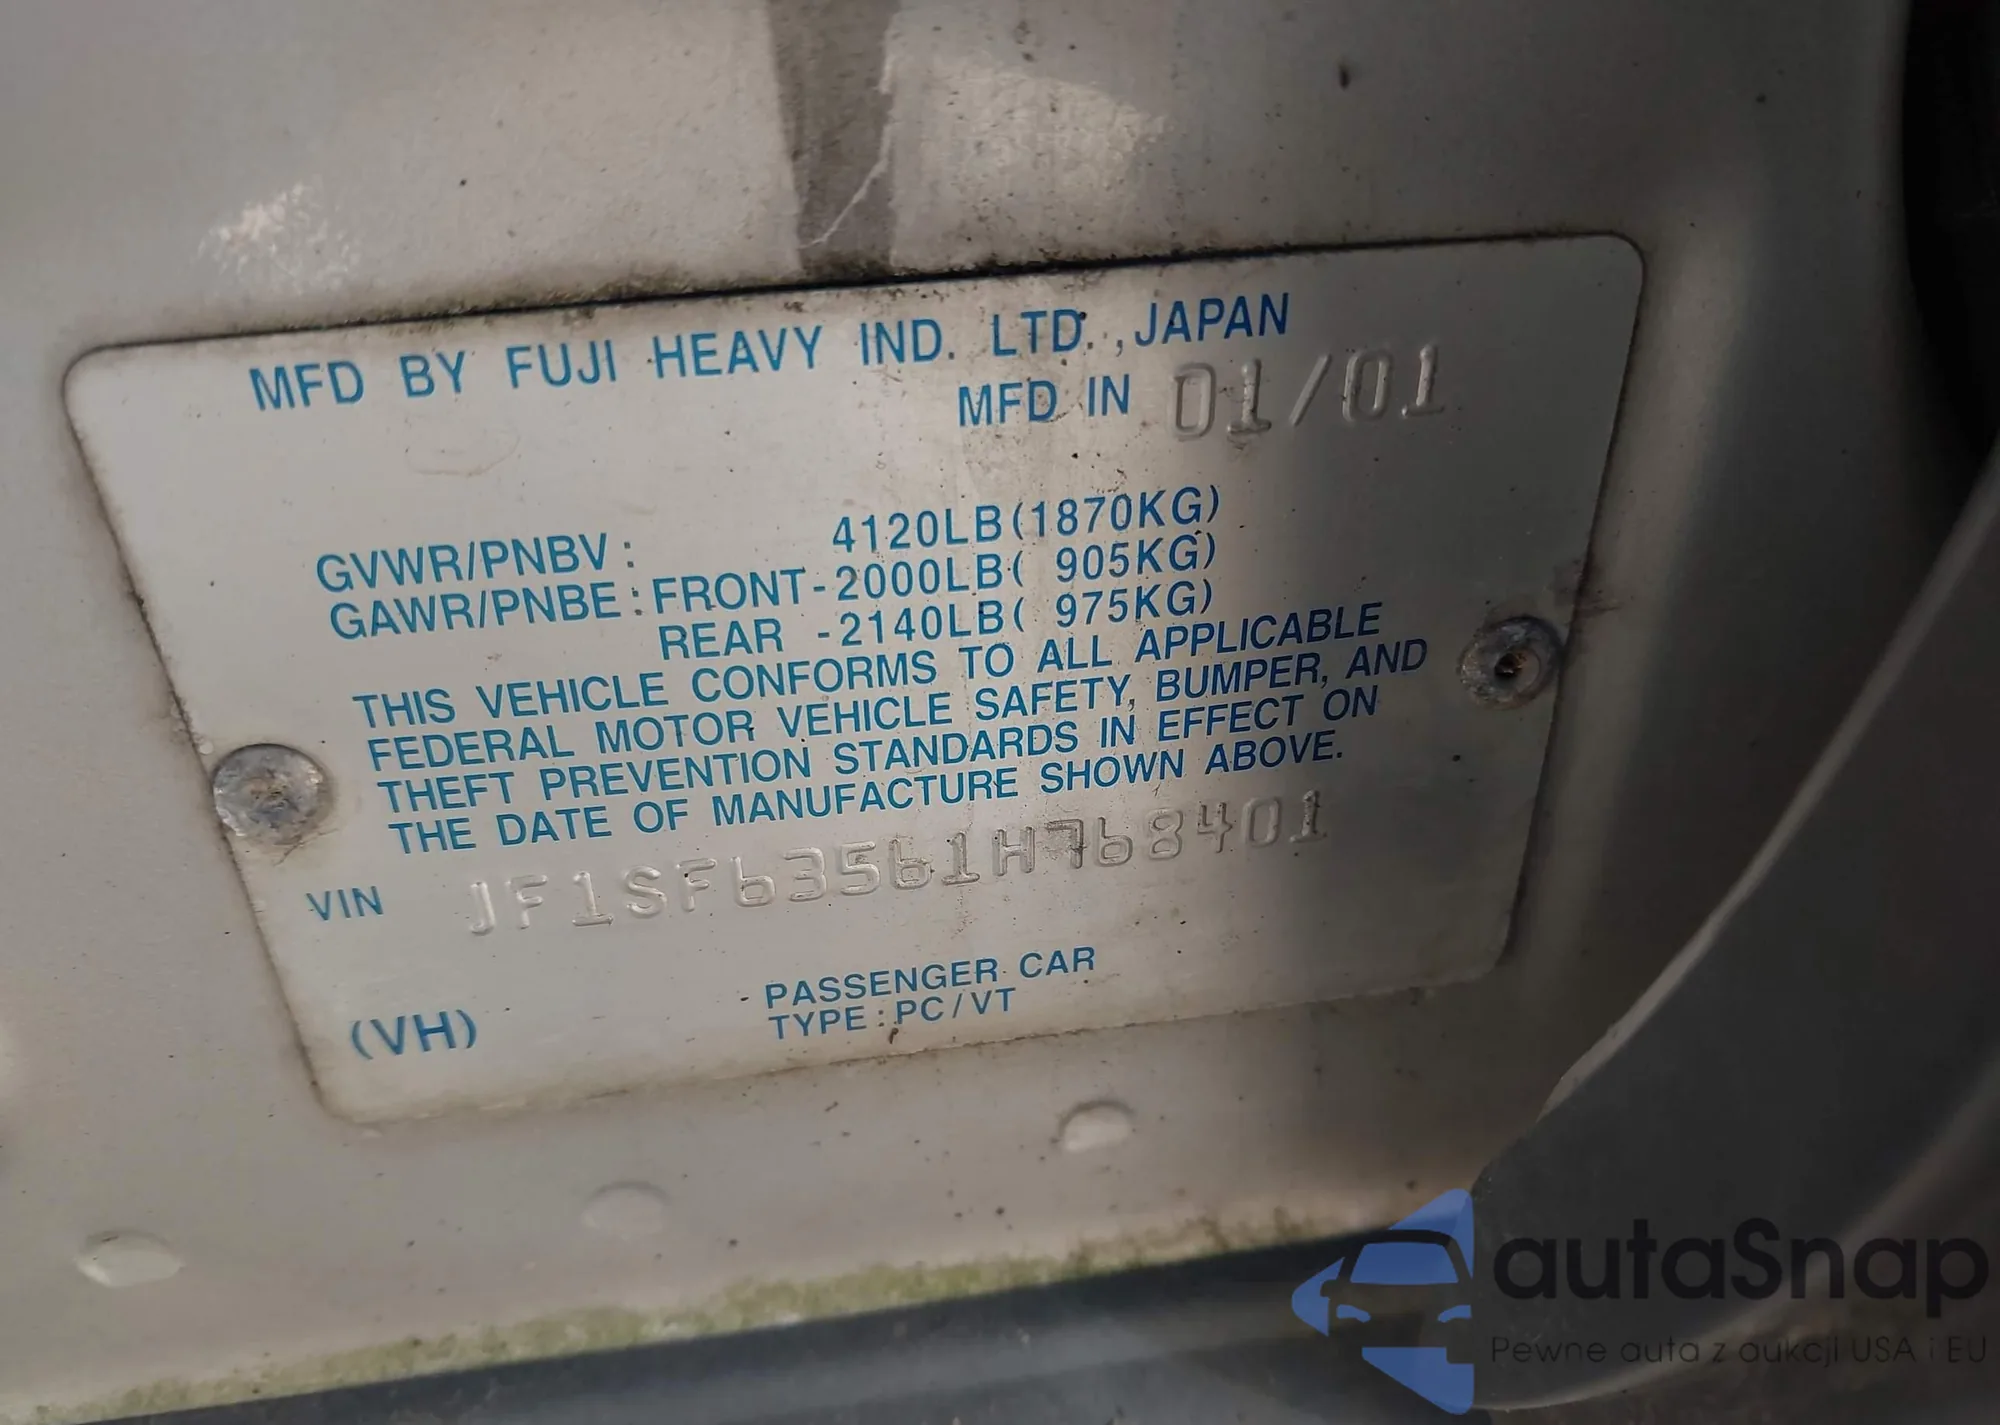 MFD BY FUJI HEAVY IND. LTD.,JAPAN
MFD IN 01/01
GVWR/PNBV: 4120LB(1870KG)
GAWR/PNBE:FRONT-2000LB( 905KG)
REAR -2140LB( 975KG)
THIS VEHICLE CONFORMS TO ALL APPLICABLE
FEDERAL MOTOR VEHICLE SAFETY, BUMPER, AND
THEFT PREVENTION STANDARDS IN EFFECT ON
THE DATE OF MANUFACTURE SHOWN ABOVE.
VIN JF1SF63561H768401
PASSENGER CAR
(VH) TYPE:PC/VT
autaSnap
Pewne auta z aukcji USA i EU